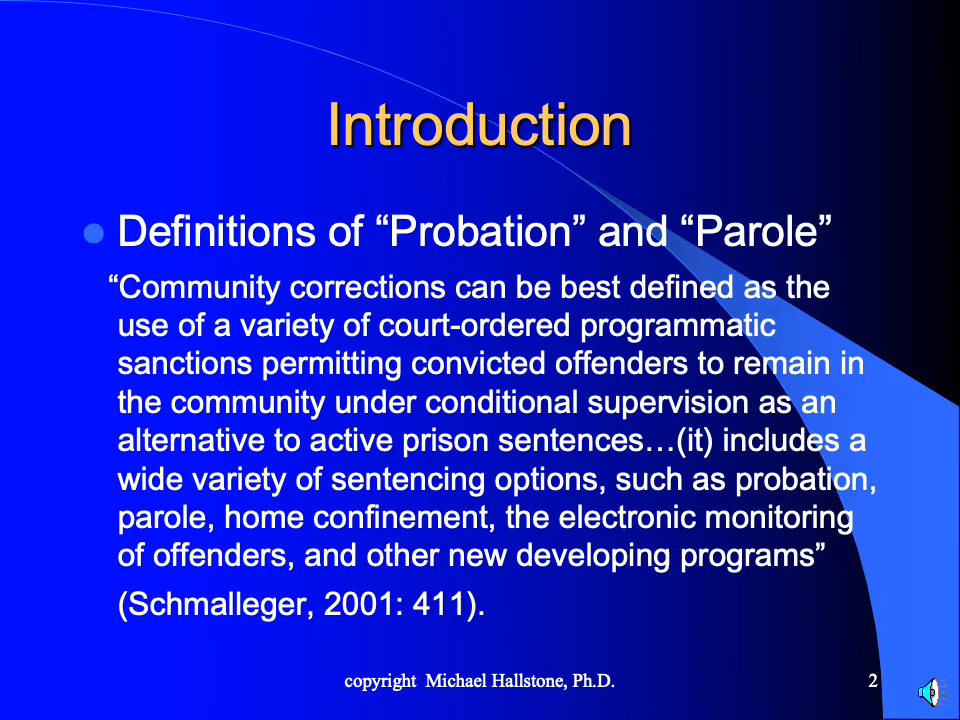 Introduction
Definitions of “Probation” and “Parole”
“Community corrections can be best defined as the
use of a variety of court-ordered programmatic
sanctions permitting convicted offenders to remain in
the community under conditional supervision as an
alternative to active prison sentences…(it) includes a
wide variety of sentencing options, such as probation,
parole, home confinement, the electronic monitoring
of offenders, and other new developing programs”
(Schmalleger, 2001: 411).
copyright  Michael Hallstone, Ph.D.
2